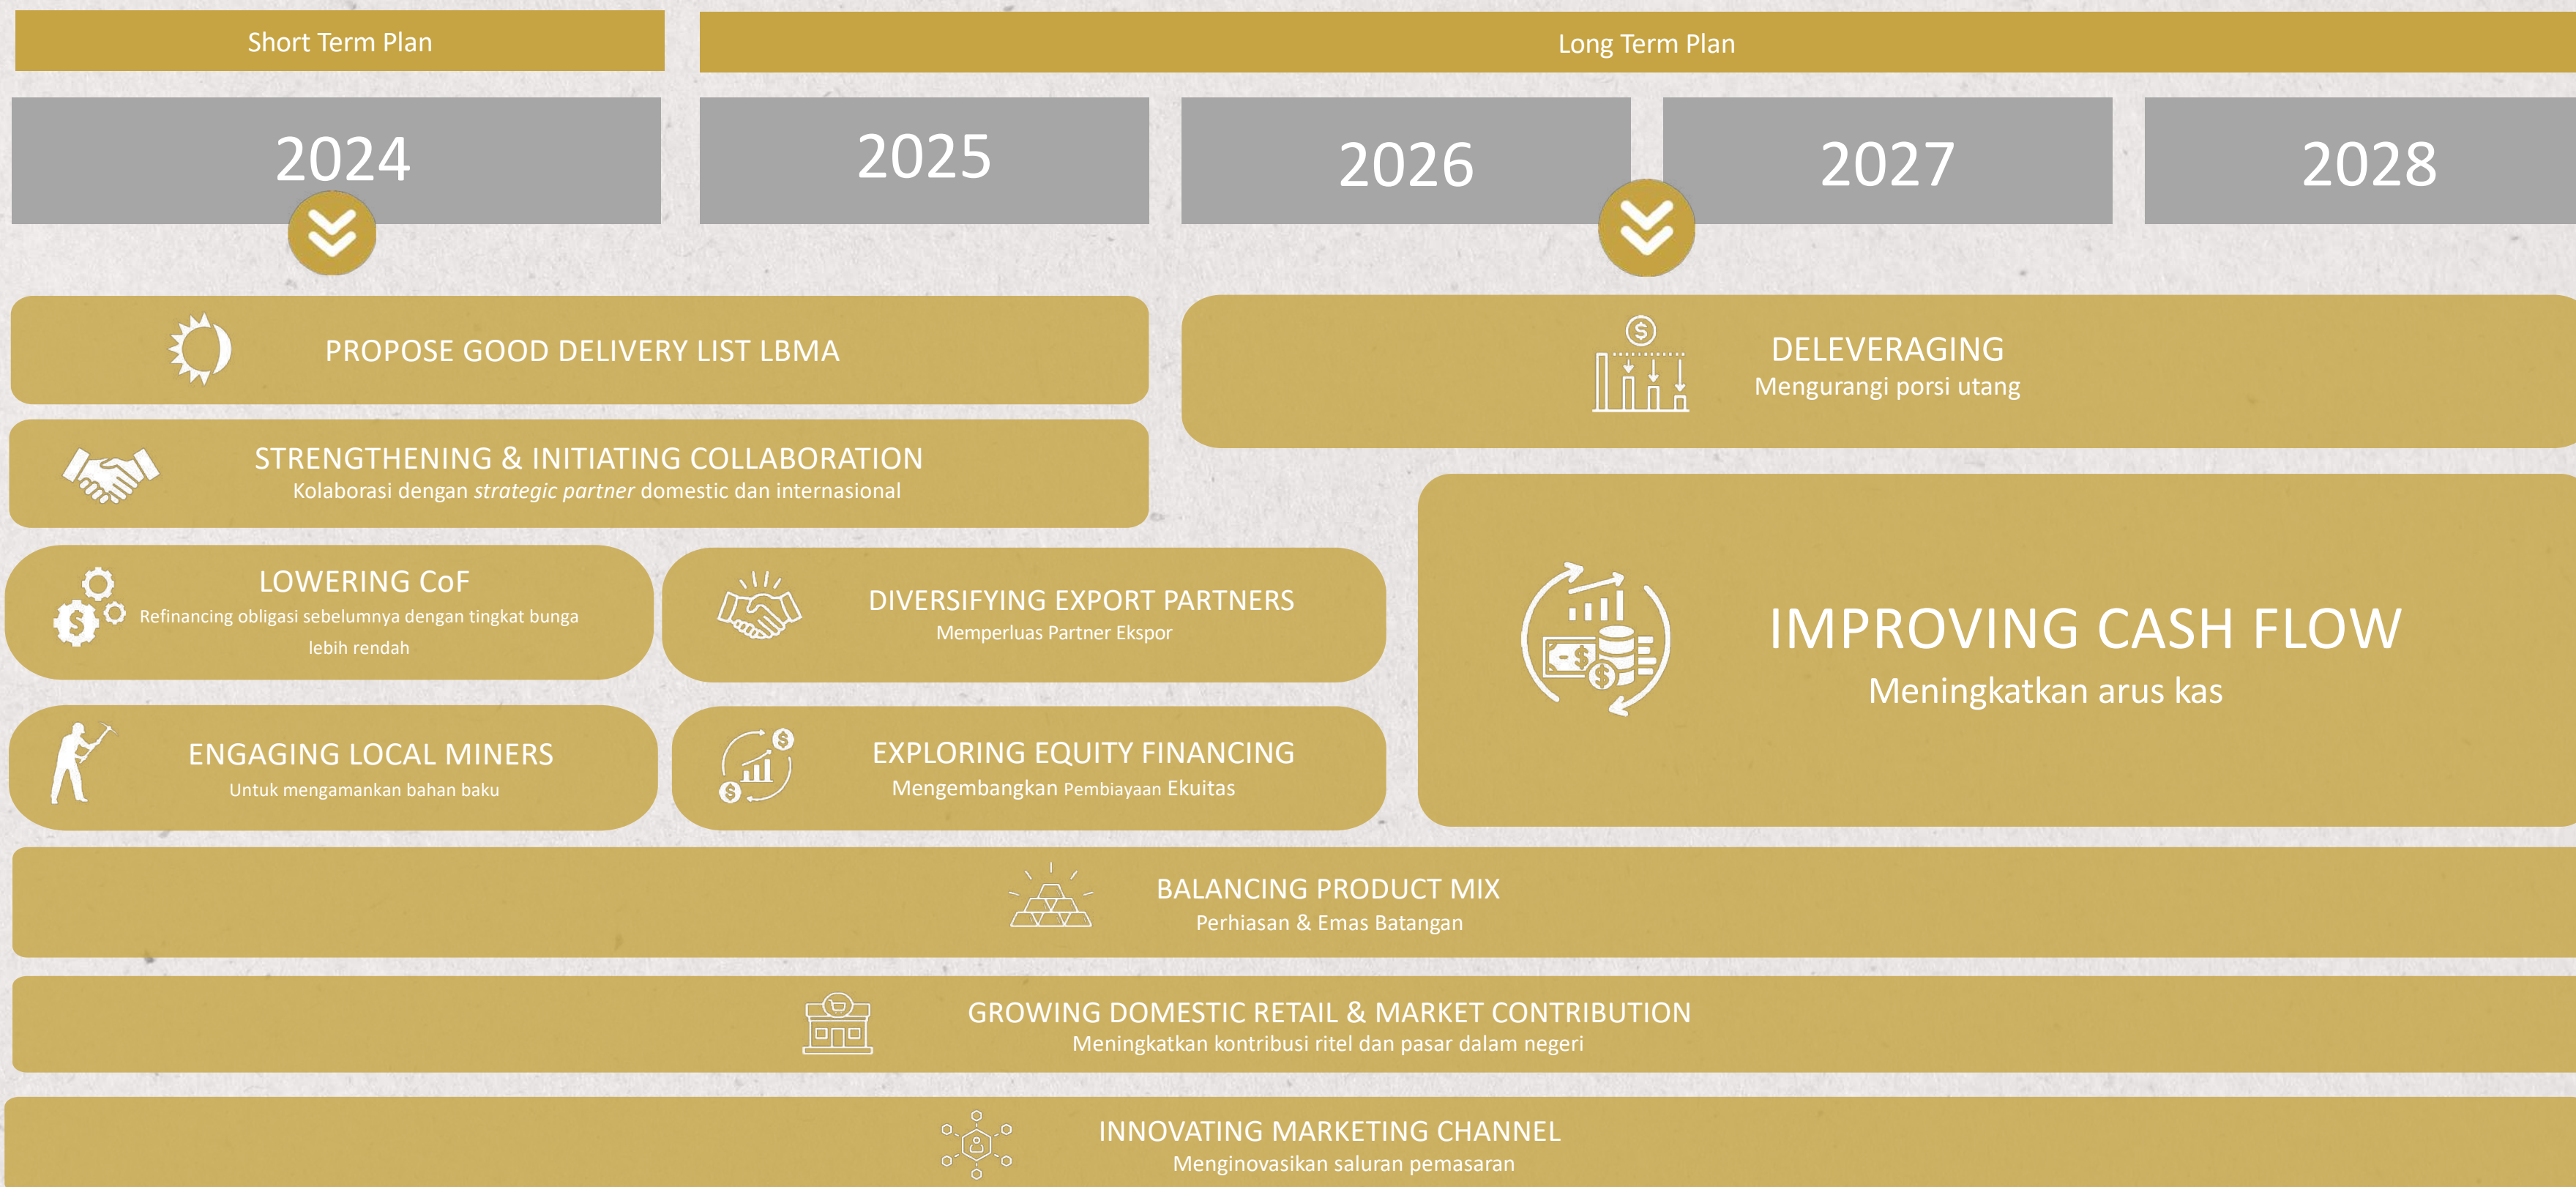 Short Term Plan
Long Term Plan
2024
2025
2026
2027
2028
PROPOSE GOOD DELIVERY LIST LBMA
DELEVERAGING
Mengurangi porsi utang
STRENGTHENING & INITIATING COLLABORATION
Kolaborasi dengan strategic partner domestic dan internasional
LOWERING CoF
Refinancing obligasi sebelumnya dengan tingkat bunga
lebih rendah
DIVERSIFYING EXPORT PARTNERS
Memperluas Partner Ekspor
IMPROVING CASH FLOW
Meningkatkan arus kas
ENGAGING LOCAL MINERS
Untuk mengamankan bahan baku
EXPLORING EQUITY FINANCING
Mengembangkan Pembiayaan Ekuitas
BALANCING PRODUCT MIX
Perhiasan & Emas Batangan
GROWING DOMESTIC RETAIL & MARKET CONTRIBUTION
Meningkatkan kontribusi ritel dan pasar dalam negeri
INNOVATING MARKETING CHANNEL
Menginovasikan saluran pemasaran